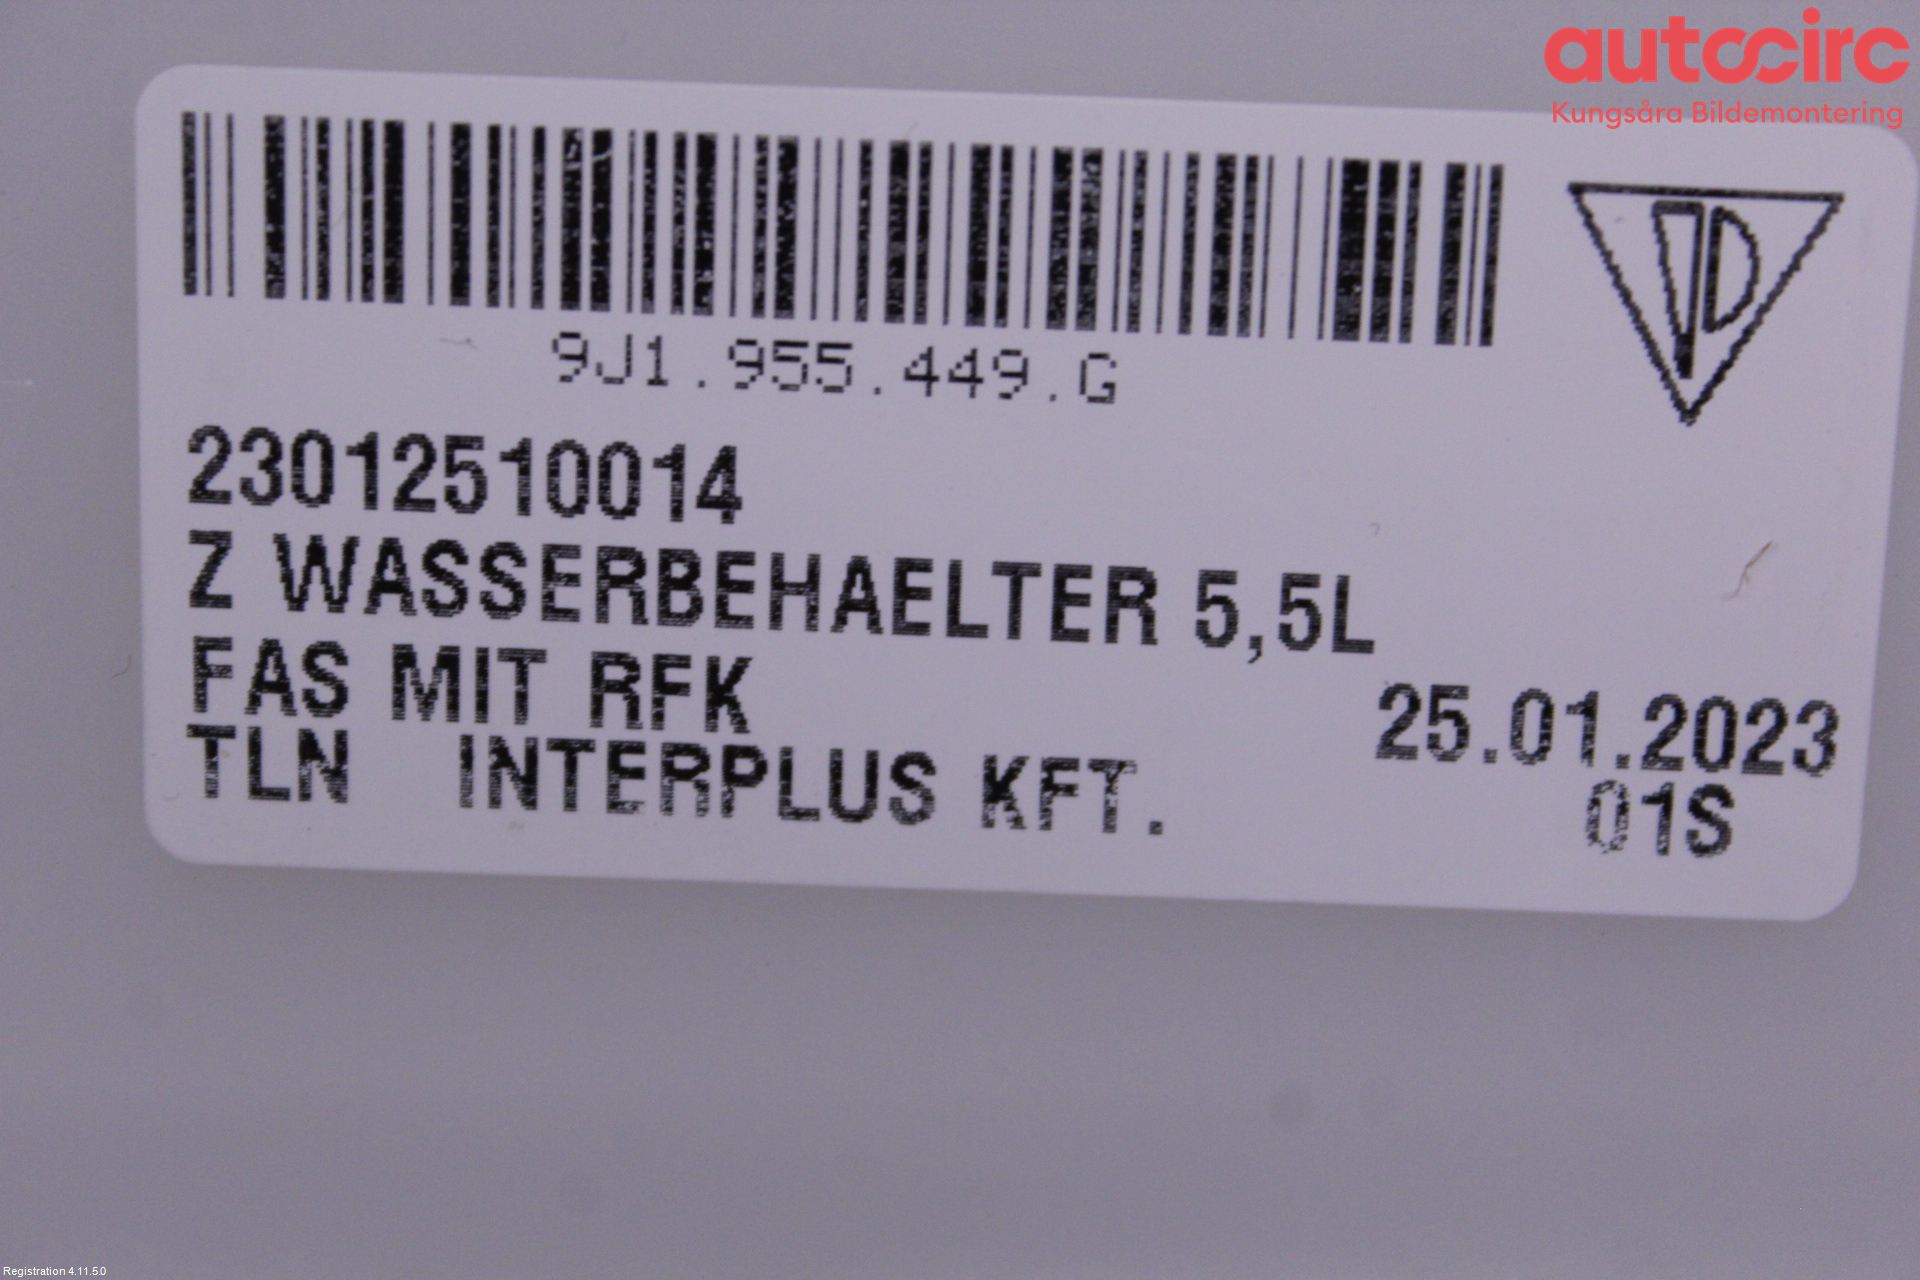 autocirc
Kungsåra Bildemontering
9J1.955.449.G
23012510014
Z WASSERBEHAELTER 5,5L
FAS MIT RFK
25.01.2023
TLN INTERPLUS KFT.
01S
Registration 4.11.5.0